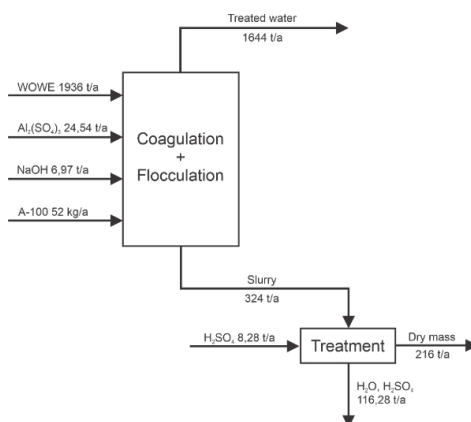 Treated water
1644 t/a
WOWE 1936 t/a
Al₂(SO₄)₃ 24,54 t/a
NaOH 6,97 t/a
A-100 52 kg/a
Coagulation
+
Flocculation
Slurry
324 t/a
H₂SO₄ 8,28 t/a
Treatment
Dry mass
216 t/a
H₂O, H₂SO₄
116,28 t/a